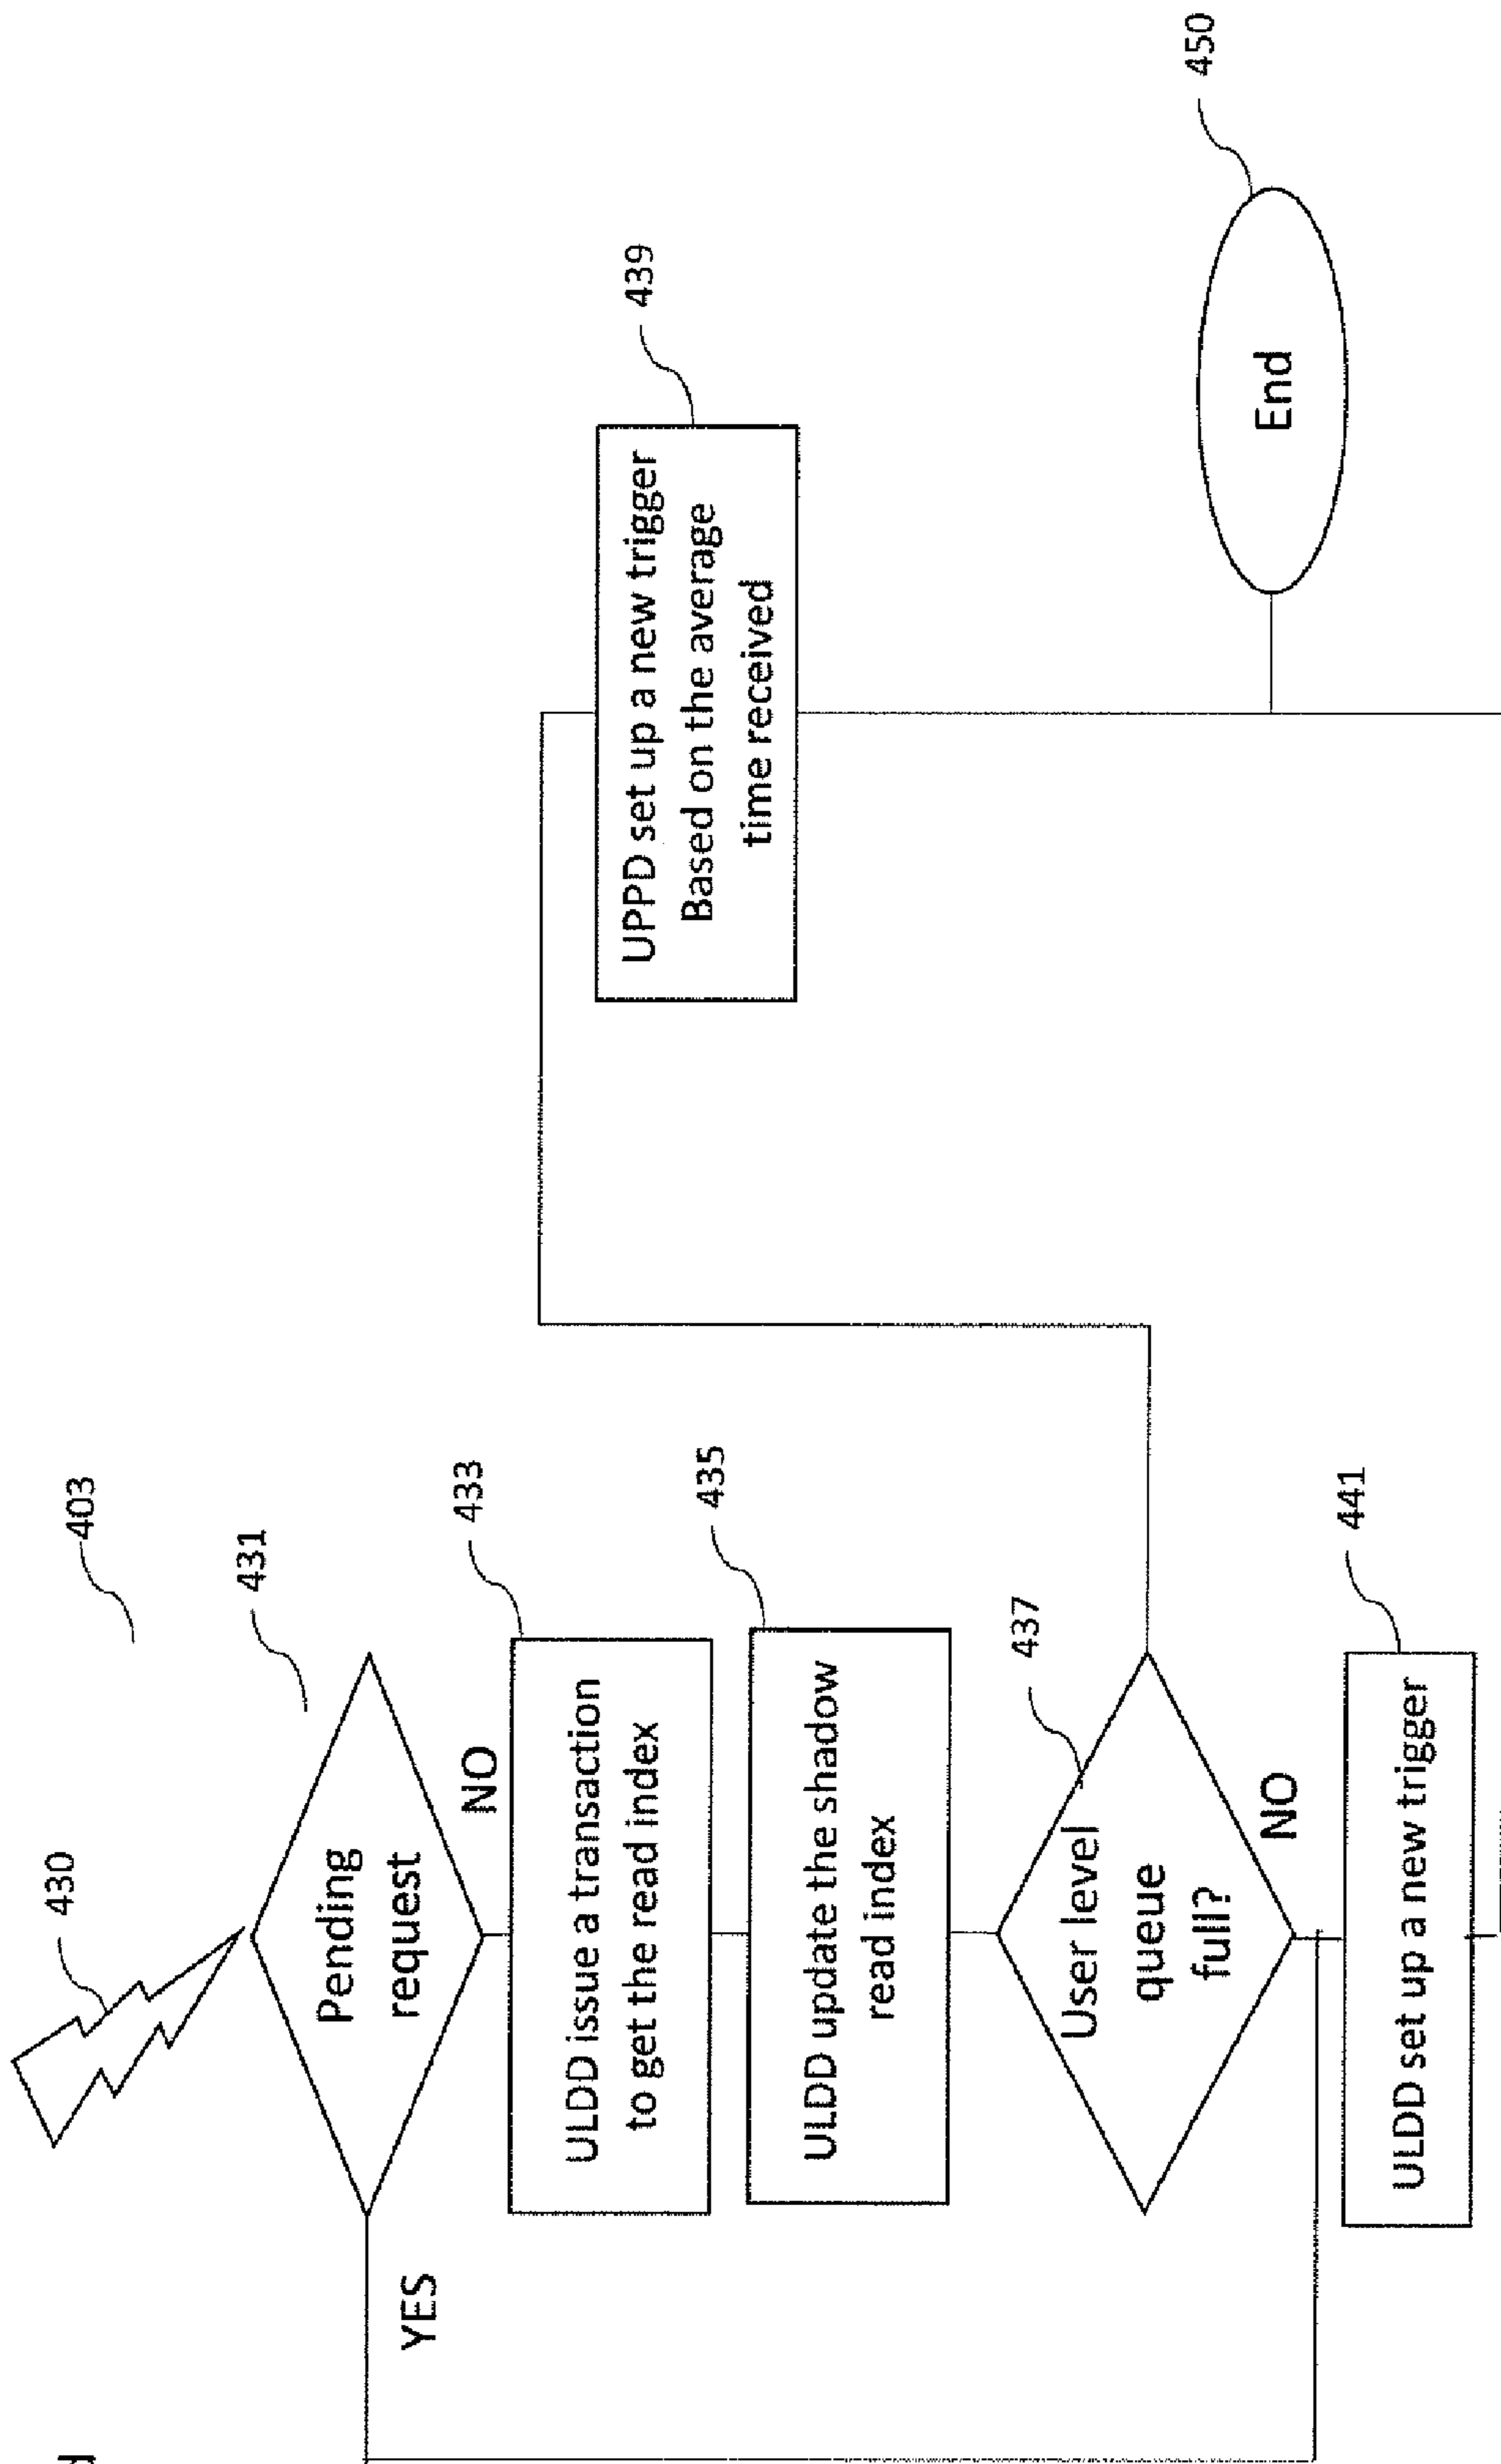 403
430
431
Pending
request
YES
NO
433
ULDD issue a transaction
to get the read index
435
ULDD update the shadow
read index
437
User level
queue
full?
NO
441
ULDD set up a new trigger
439
UPPD set up a new trigger
Based on the average
time received
450
End